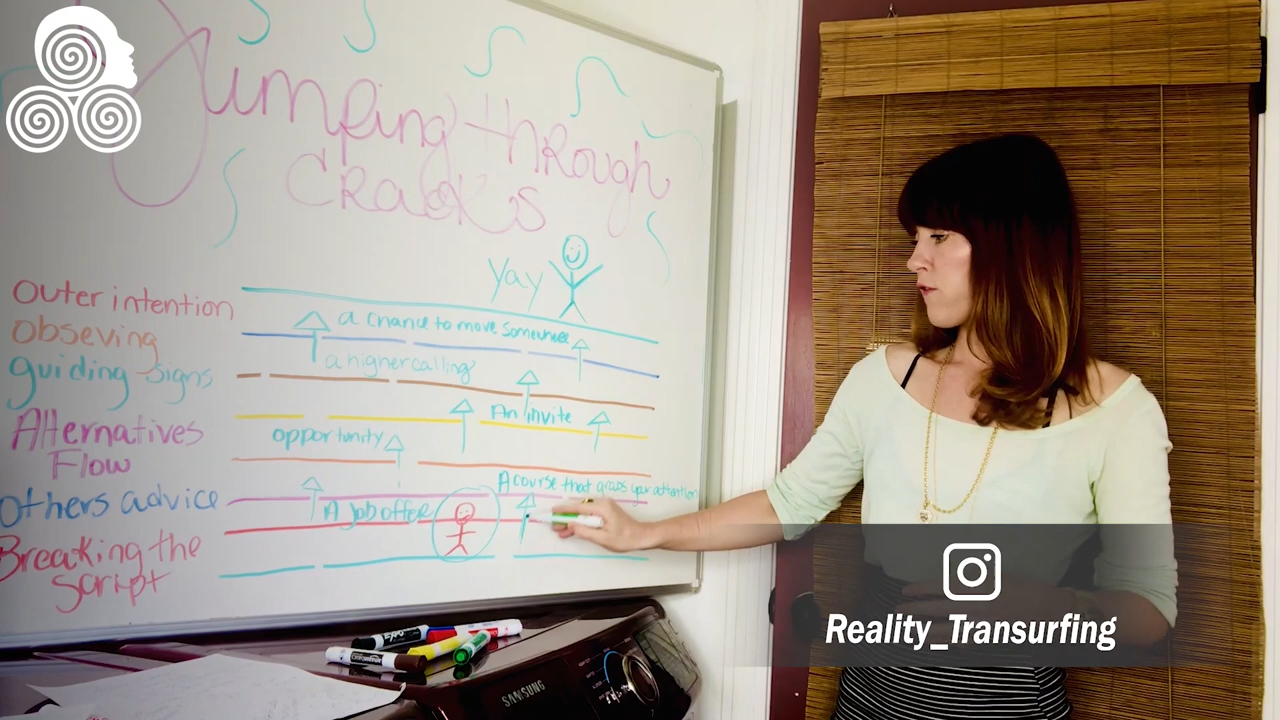 Jumping through
Cracks
Yay
Outer intention
obseving
guiding signs
Alternatives
Flow
Others advice
Breaking the
Script
a chance to move somewhere
a higher calling
An invite
opportunity
A course that grabs your attention
A job offer
SAMSUNG
Reality_Transurfing